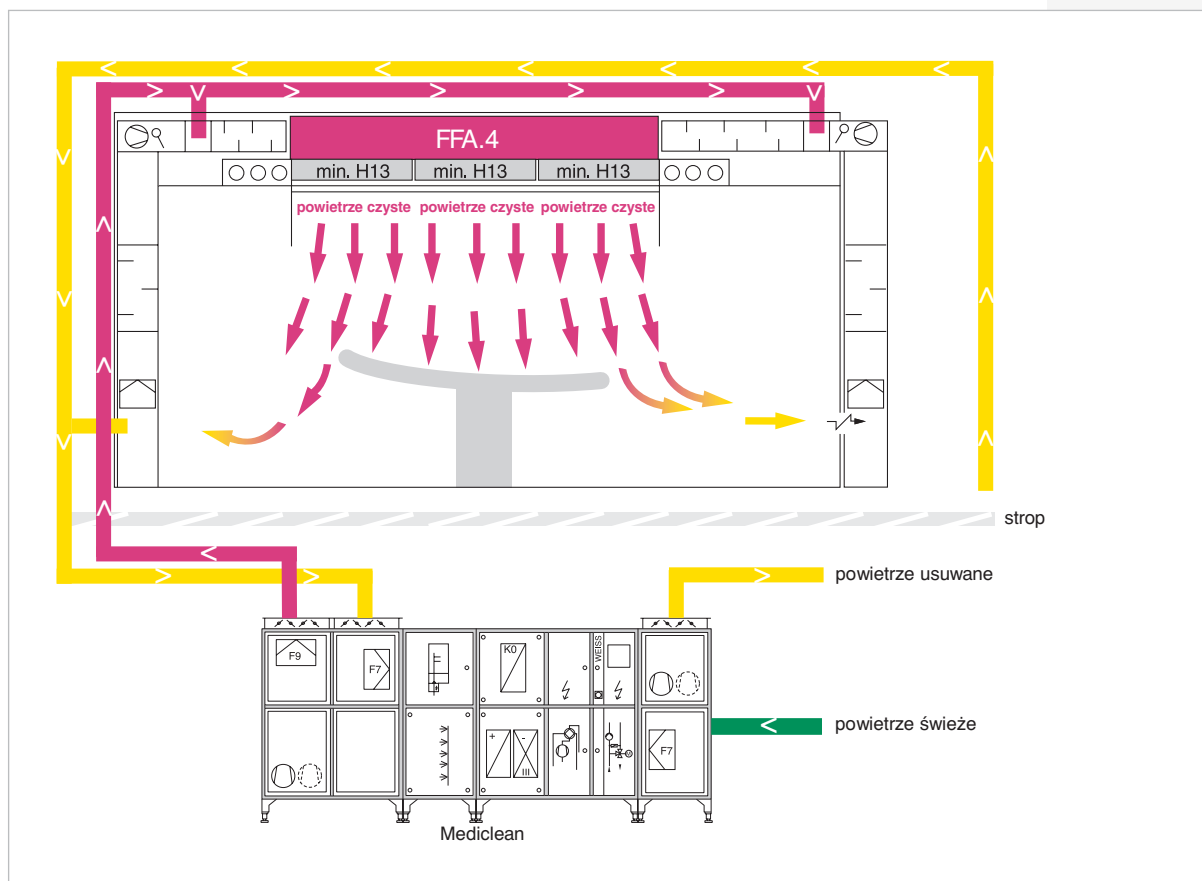 FFA.4
min. H13 min. H13 min. H13
powietrze czyste powietrze czyste powietrze czyste
strop
powietrze usuwane
F9
F7
K0
WEISS
powietrze świeże
+
-
III
F7
Mediclean